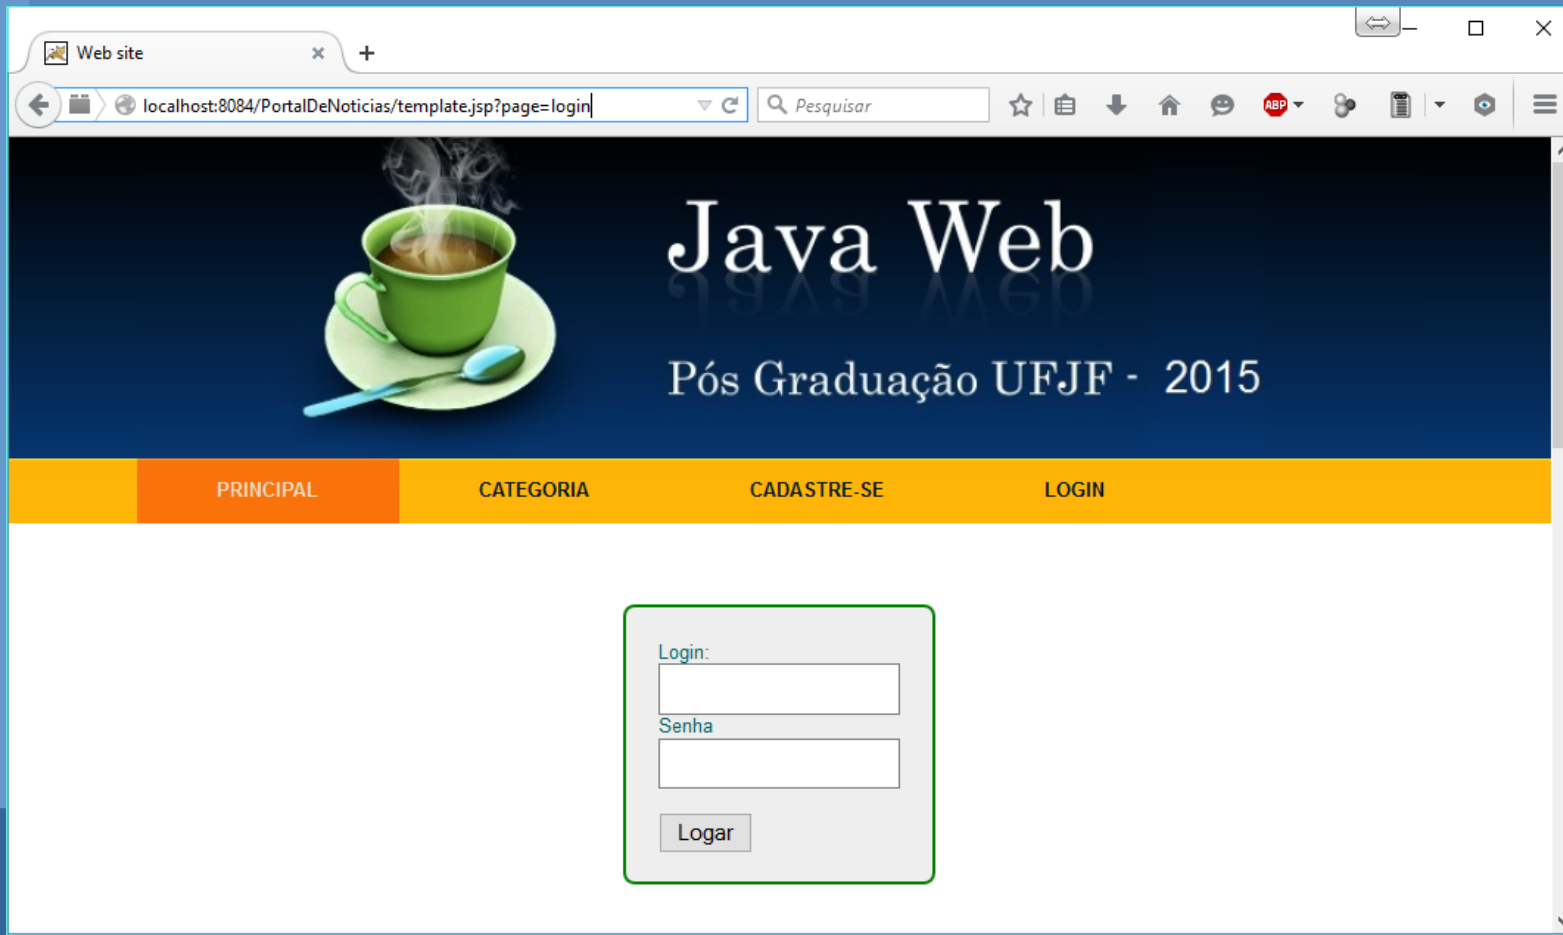 Web site
localhost:8084/PortalDeNoticias/template.jsp?page=login
Pesquisar
ABP
Java Web
Pós Graduação UFJF - 2015
PRINCIPAL CATEGORIA CADASTRE-SE LOGIN
Login:
Senha
Logar